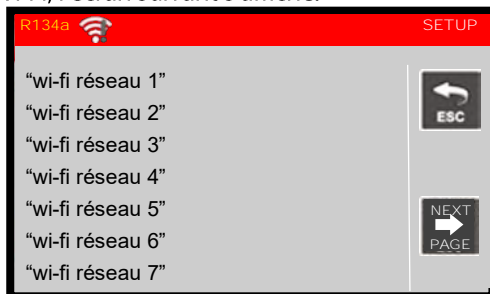 R134a
SETUP
“wi-fi réseau 1”
“wi-fi réseau 2”
“wi-fi réseau 3”
“wi-fi réseau 4”
“wi-fi réseau 5”
“wi-fi réseau 6”
“wi-fi réseau 7”
ESC
NEXT
PAGE